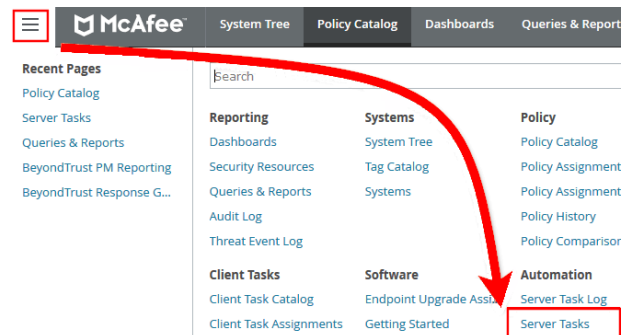 McAfee™
System Tree
Policy Catalog
Dashboards
Queries & Report
Recent Pages
Policy Catalog
Server Tasks
Queries & Reports
BeyondTrust PM Reporting
BeyondTrust Response G...
Search
Reporting
Dashboards
Security Resources
Queries & Reports
Audit Log
Threat Event Log
Systems
System Tree
Tag Catalog
Systems
Policy
Policy Catalog
Policy Assignment
Policy Assignment
Policy History
Policy Comparison
Client Tasks
Client Task Catalog
Client Task Assignments
Software
Endpoint Upgrade Assi...
Getting Started
Automation
Server Task Log
Server Tasks